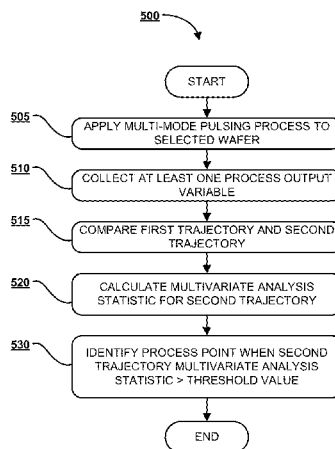 500
START
505
APPLY MULTI-MODE PULSING PROCESS TO
SELECTED WAFER
510
COLLECT AT LEAST ONE PROCESS OUTPUT
VARIABLE
515
COMPARE FIRST TRAJECTORY AND SECOND
TRAJECTORY
520
CALCULATE MULTIVARIATE ANALYSIS
STATISTIC FOR SECOND TRAJECTORY
530
IDENTIFY PROCESS POINT WHEN SECOND
TRAJECTORY MULTIVARIATE ANALYSIS
STATISTIC > THRESHOLD VALUE
END